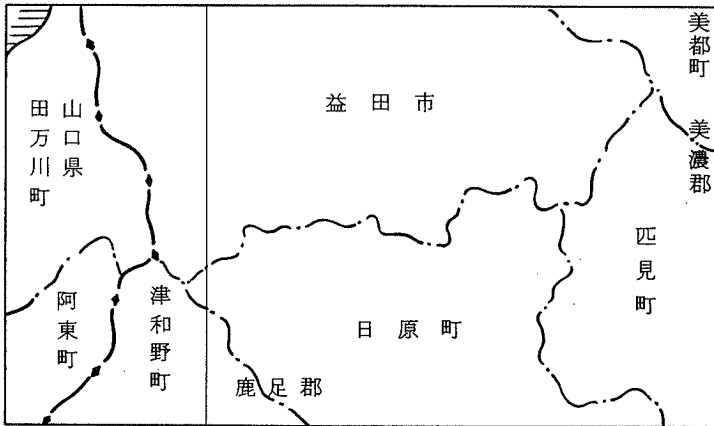 美都町
美濃郡
益田市
山口県
田万川町
匹見町
阿東町
津和野町
日原町
鹿足郡